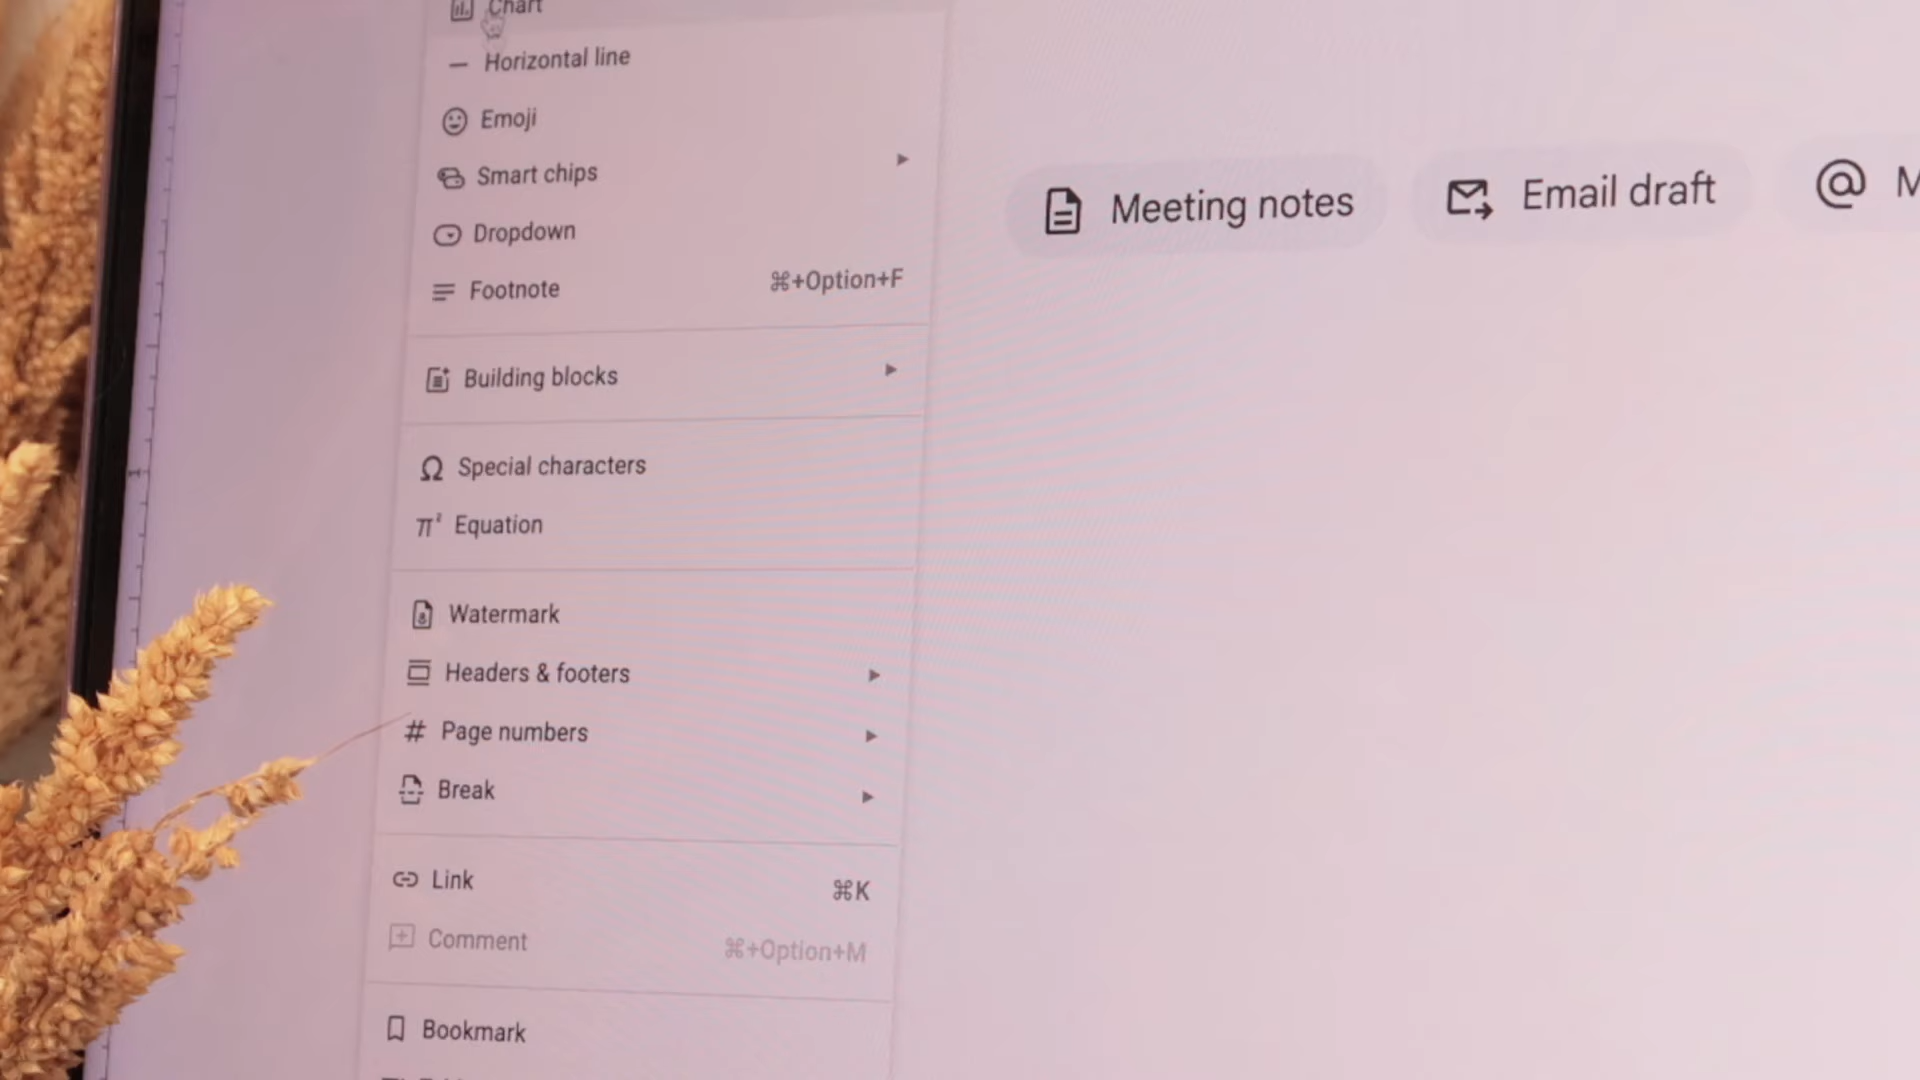 Chart
Horizontal line
Emoji
Smart chips
Dropdown
Footnote ⌘+Option+F
Building blocks
Special characters
Equation
Watermark
Headers & footers
Page numbers
Break
Link ⌘K
Comment ⌘+Option+M
Bookmark
Meeting notes
Email draft